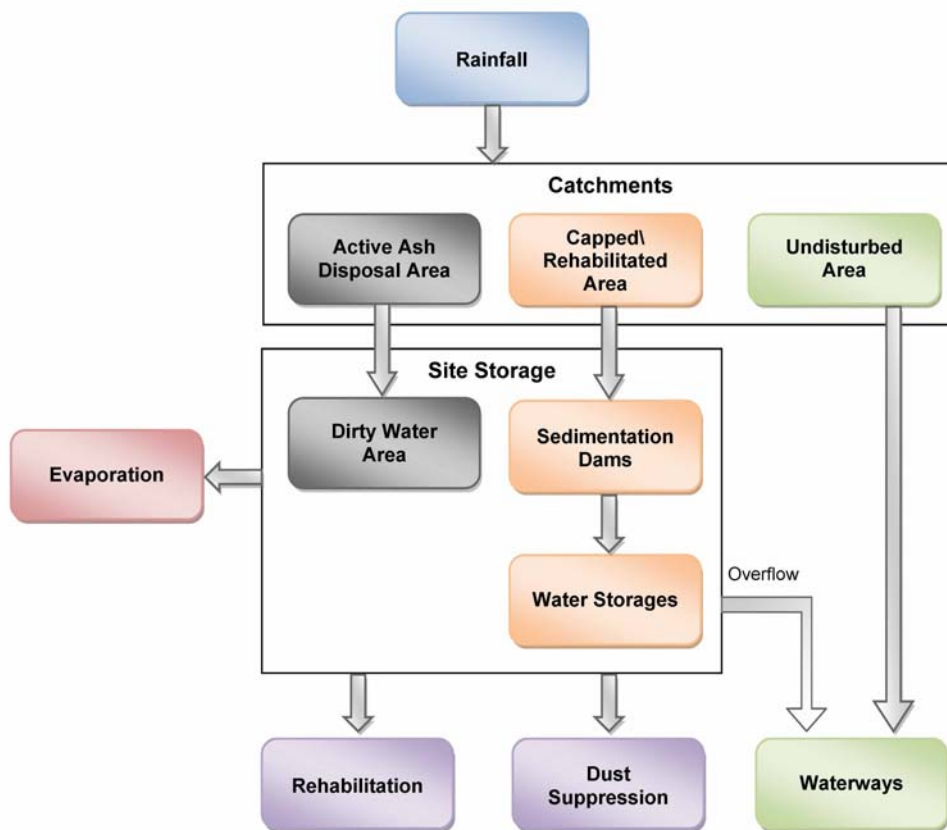 Rainfall
Catchments
Active Ash
Disposal Area
Capped\
Rehabilitated
Area
Undisturbed
Area
Site Storage
Dirty Water
Area
Sedimentation
Dams
Evaporation
Water Storages
Overflow
Rehabilitation
Dust
Suppression
Waterways